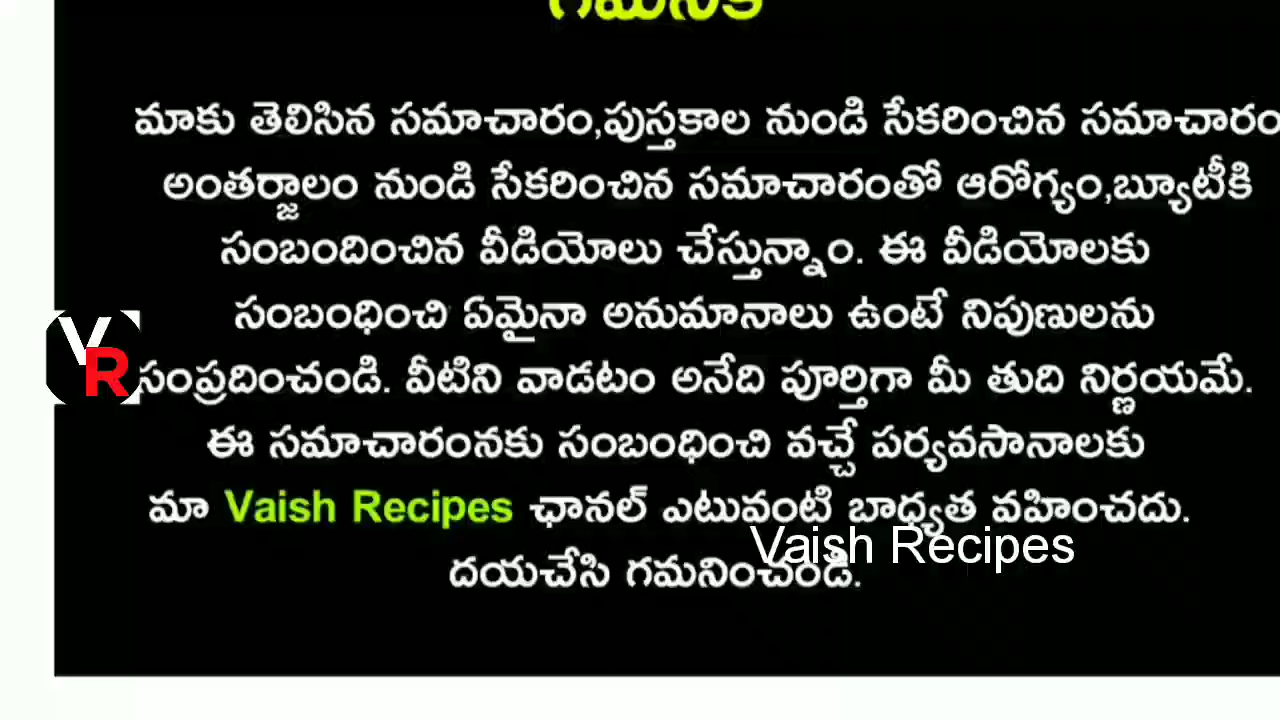 గమనిక
మాకు తెలిసిన సమాచారం,పుస్తకాల నుండి సేకరించిన సమాచారం
అంతర్జాలం నుండి సేకరించిన సమాచారంతో ఆరోగ్యం,బ్యూటీకి
సంబందించిన వీడియోలు చేస్తున్నాం. ఈ వీడియోలకు
సంబంధించి ఏమైనా అనుమానాలు ఉంటే నిపుణులను
VR
సంప్రదించండి. వీటిని వాడటం అనేది పూర్తిగా మీ తుది నిర్ణయమే.
ఈ సమాచారంనకు సంబంధించి వచ్చే పర్యవసానాలకు
మా Vaish Recipes ఛానల్ ఎటువంటి బాధ్యత వహించదు.
Vaish Recipes
దయచేసి గమనించండి.